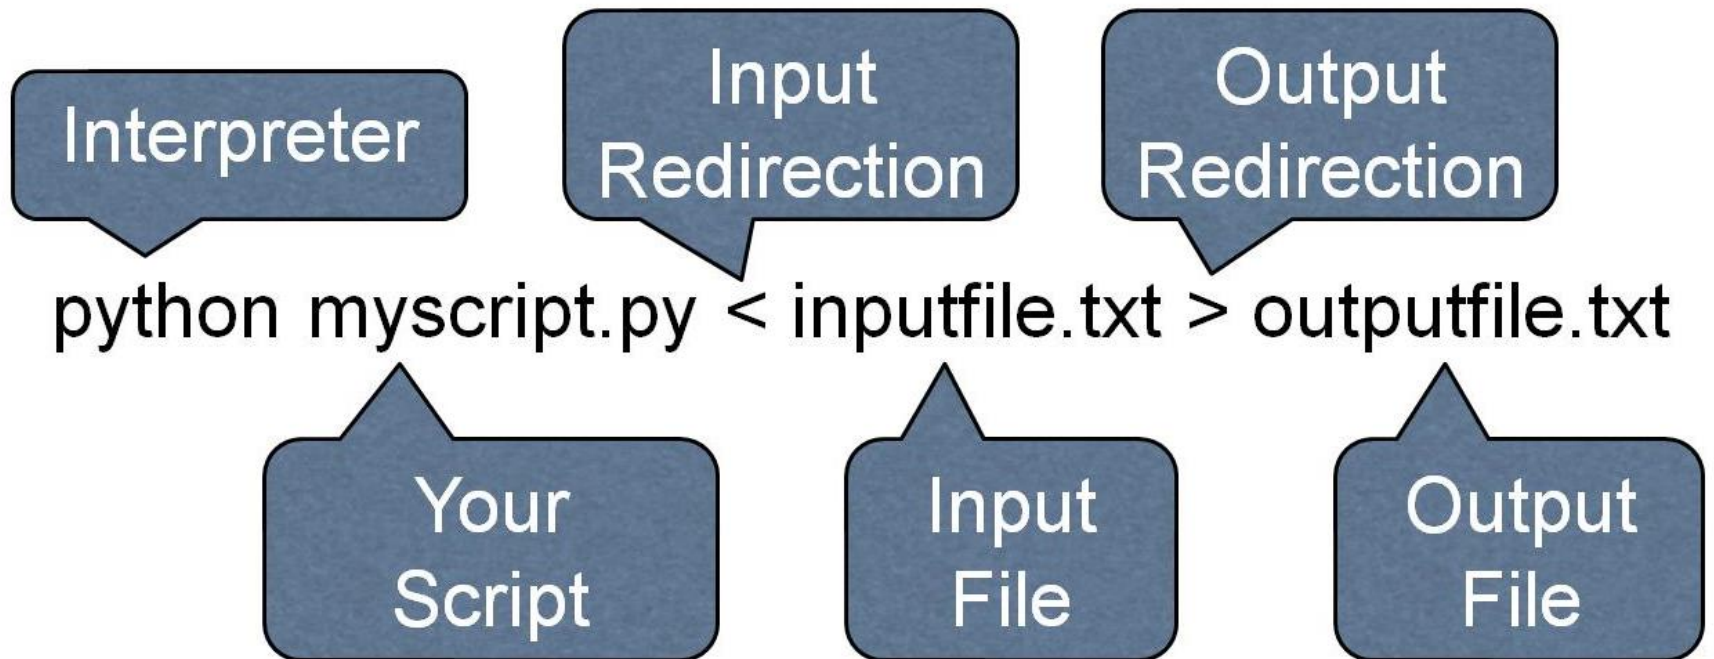 Interpreter
Input
Redirection
Output
Redirection
python myscript.py < inputfile.txt > outputfile.txt
Your
Script
Input
File
Output
File